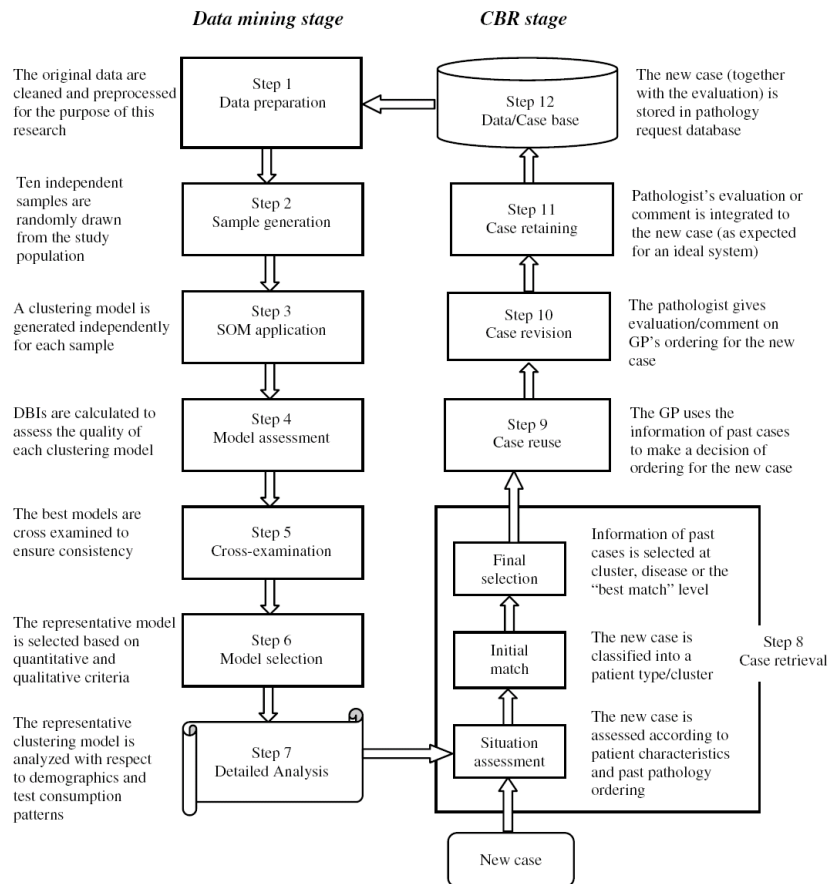 Data mining stage
CBR stage
The original data are
cleaned and preprocessed
for the purpose of this
research
Step 1
Data preparation
Step 12
Data/Case base
The new case (together
with the evaluation) is
stored in pathology
request database
Ten independent
samples are
randomly drawn
from the study
population
Step 2
Sample generation
Step 11
Case retaining
Pathologist's evaluation or
comment is integrated to
the new case (as expected
for an ideal system)
A clustering model is
generated independently
for each sample
Step 3
SOM application
Step 10
Case revision
The pathologist gives
evaluation/comment on
GP's ordering for the new
case
DBIs are calculated to
assess the quality of
each clustering model
Step 4
Model assessment
Step 9
Case reuse
The GP uses the
information of past cases
to make a decision of
ordering for the new case
The best models are
cross examined to
ensure consistency
Step 5
Cross-examination
Final
selection
Information of past
cases is selected at
cluster, disease or the
“best match” level
The representative model
is selected based on
quantitative and
qualitative criteria
Step 6
Model selection
Initial
match
The new case is
classified into a
patient type/cluster
Step 8
Case retrieval
The representative
clustering model is
analyzed with respect
to demographics and
test consumption
patterns
Step 7
Detailed Analysis
Situation
assessment
The new case is
assessed according to
patient characteristics
and past pathology
ordering
New case